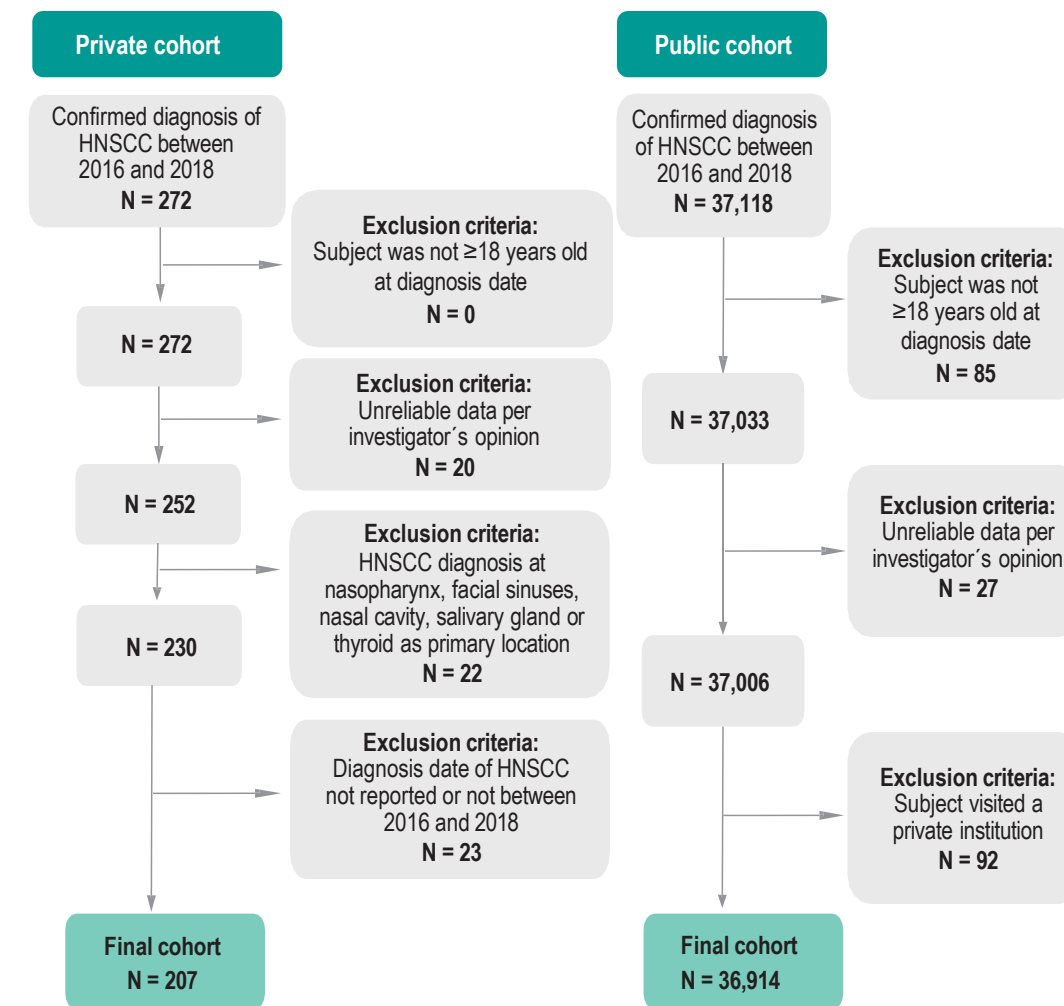 Private cohort
Confirmed diagnosis of
HNSCC between
2016 and 2018
N = 272
Exclusion criteria:
Subject was not ≥18 years old
at diagnosis date
N = 0
N = 272
Exclusion criteria:
Unreliable data per
investigator´s opinion
N = 20
N = 252
Exclusion criteria:
HNSCC diagnosis at
nasopharynx, facial sinuses,
nasal cavity, salivary gland or
thyroid as primary location
N = 22
N = 230
Exclusion criteria:
Diagnosis date of HNSCC
not reported or not between
2016 and 2018
N = 23
Final cohort
N = 207
Public cohort
Confirmed diagnosis
of HNSCC between
2016 and 2018
N = 37,118
Exclusion criteria:
Subject was not
≥18 years old at
diagnosis date
N = 85
N = 37,033
Exclusion criteria:
Unreliable data per
investigator´s opinion
N = 27
N = 37,006
Exclusion criteria:
Subject visited a
private institution
N = 92
Final cohort
N = 36,914